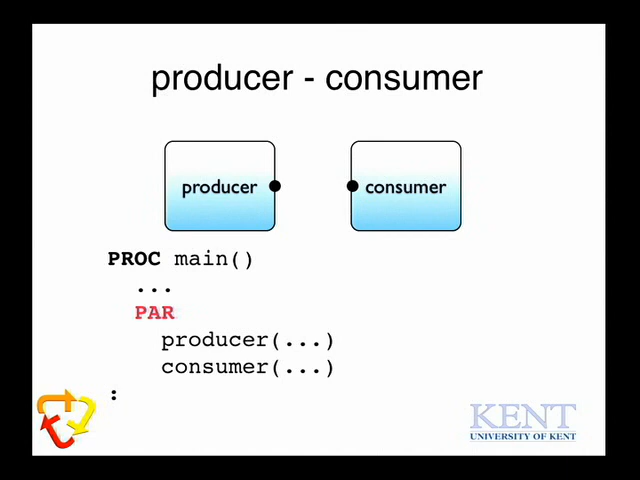 producer - consumer
producer
consumer
PROC main()
...
PAR
producer(...)
consumer(...)
:
KENT
UNIVERSITY OF KENT